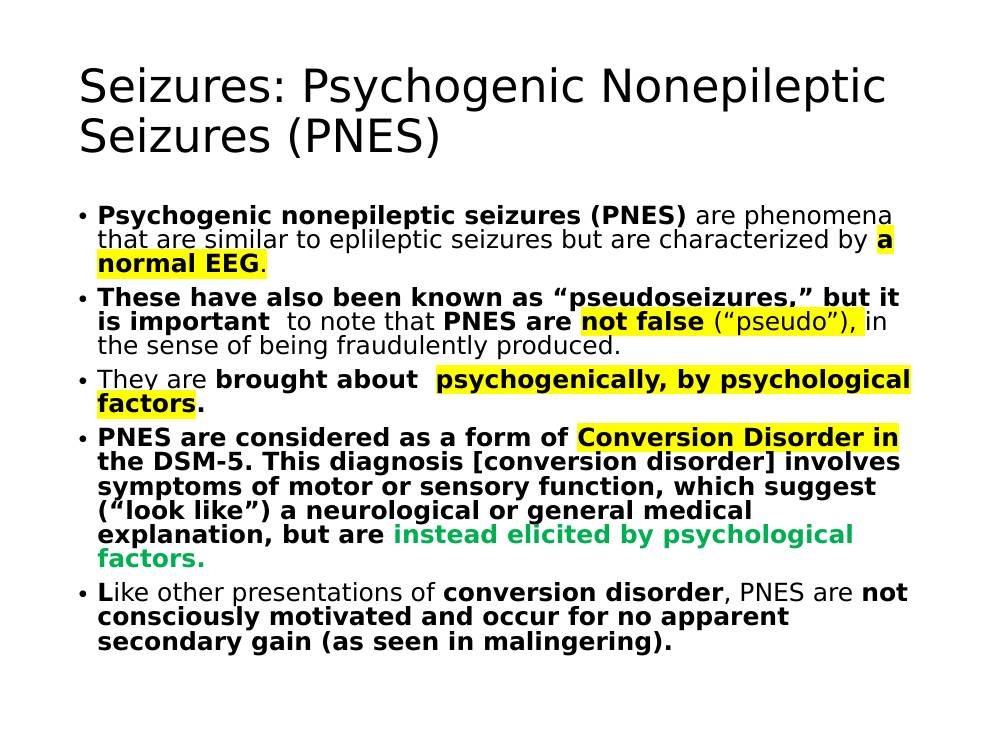 Seizures: Psychogenic Nonepileptic
Seizures (PNES)
• Psychogenic nonepileptic seizures (PNES) are phenomena
that are similar to eplileptic seizures but are characterized by a
normal EEG.
• These have also been known as “pseudoseizures,” but it
is important  to note that PNES are not false (“pseudo”), in
the sense of being fraudulently produced.
• They are brought about  psychogenically, by psychological
factors.
• PNES are considered as a form of Conversion Disorder in
the DSM-5. This diagnosis [conversion disorder] involves
symptoms of motor or sensory function, which suggest
(“look like”) a neurological or general medical
explanation, but are instead elicited by psychological
factors.
• Like other presentations of conversion disorder, PNES are not
consciously motivated and occur for no apparent
secondary gain (as seen in malingering).